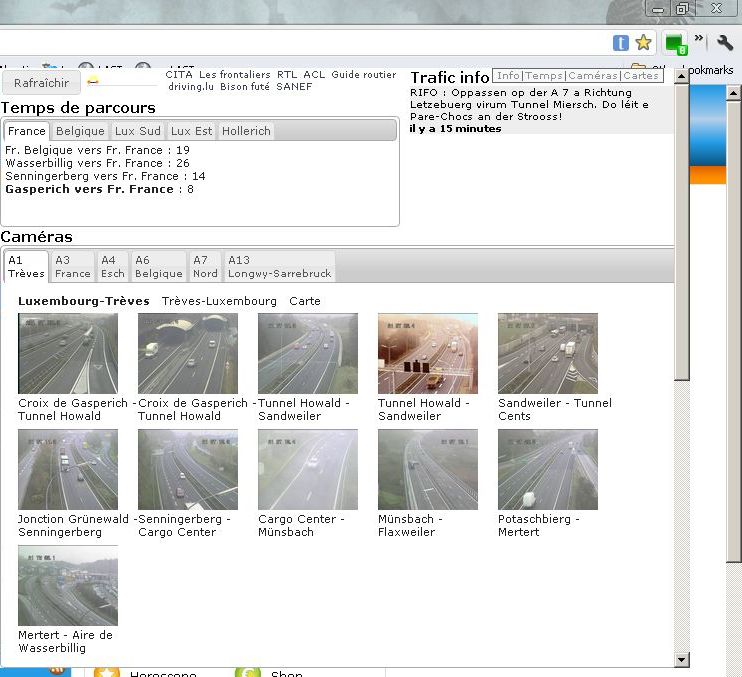 Rafraîchir
CITA Les frontaliers RTL ACL Guide routier
driving.lu Bison futé SANEF
Trafic info
Info|Temps|Caméras|Cartes
RIFO : Oppassen op der A 7 a Richtung
Letzebuerg virum Tunnel Miersch. Do léit e
Pare-Chocs an der Strooss!
il y a 15 minutes
Temps de parcours
France Belgique Lux Sud Lux Est Hollerich
Fr. Belgique vers Fr. France : 19
Wasserbillig vers Fr. France : 26
Senningerberg vers Fr. France : 14
Gasperich vers Fr. France : 8
Caméras
A1 A3 A4 A6 A7 A13
Trèves France Esch Belgique Nord Longwy-Sarrebruck
Luxembourg-Trèves Trèves-Luxembourg Carte
Croix de Gasperich -
Tunnel Howald
Croix de Gasperich -
Tunnel Howald
Tunnel Howald -
Sandweiler
Tunnel Howald -
Sandweiler
Sandweiler - Tunnel
Cents
Jonction Grünewald -
Senningerberg
Senningerberg -
Cargo Center
Cargo Center -
Münsbach
Münsbach -
Flaxweiler
Potaschbierg -
Mertert
Mertert - Aire de
Wasserbillig
Horoscope
Shop